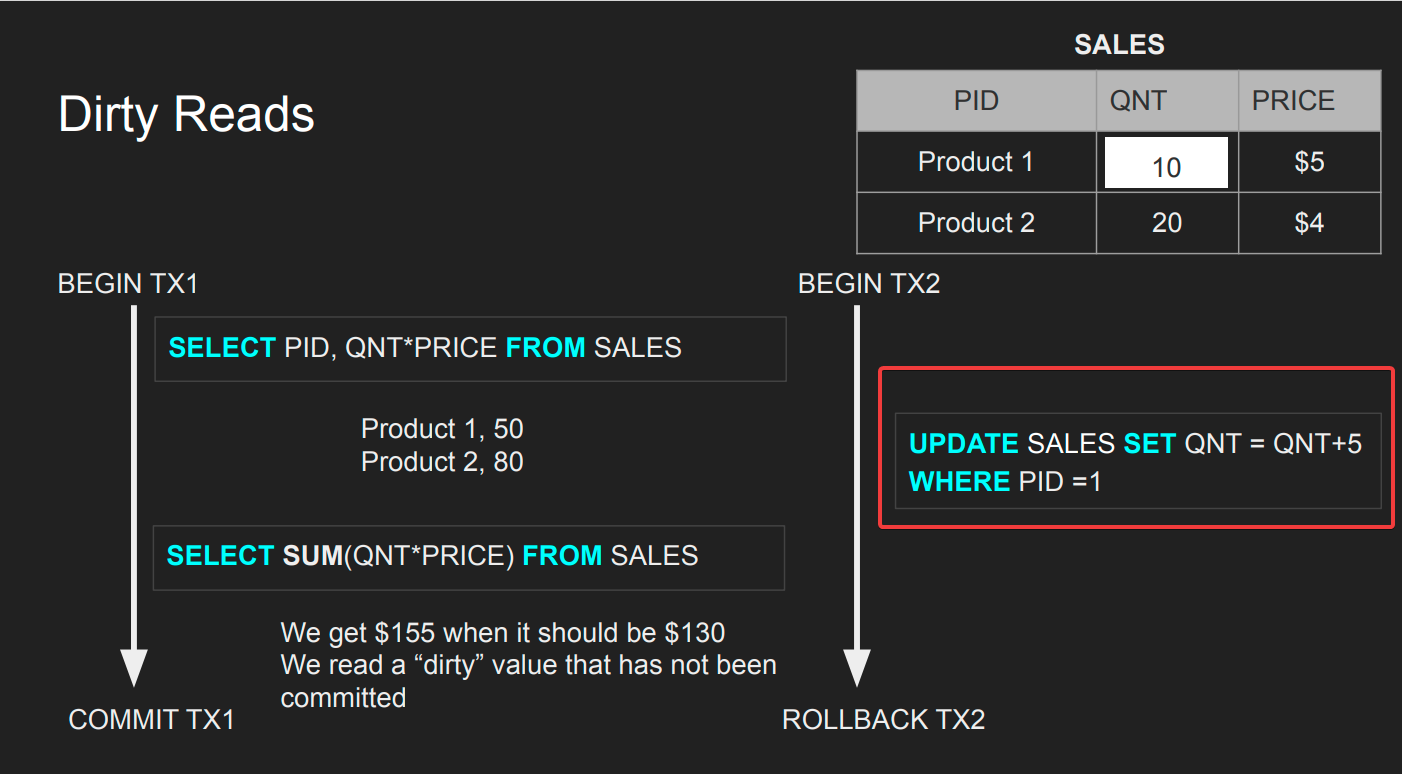 SALES
Dirty Reads
PID QNT PRICE
Product 1 10 $5
Product 2 20 $4
BEGIN TX1
BEGIN TX2
SELECT PID, QNT*PRICE FROM SALES
Product 1, 50
Product 2, 80
UPDATE SALES SET QNT = QNT+5
WHERE PID =1
SELECT SUM(QNT*PRICE) FROM SALES
We get $155 when it should be $130
We read a “dirty” value that has not been
committed
COMMIT TX1
ROLLBACK TX2